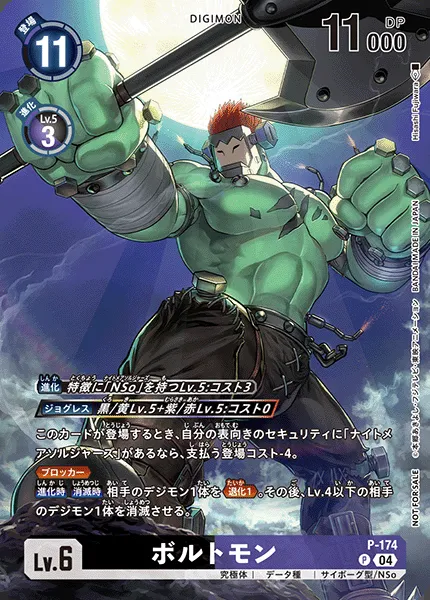 登場
11
DIGIMON
11000
DP
進化
Lv.5
3
Hisashi Fujiwara
BANDAI MADE IN JAPAN
NOT FOR SALE
進化 特徴に「NSo」を持つLv.5:コスト3
ジョグレス 黒/黄Lv.5+紫/赤Lv.5:コスト0
このカードが登場するとき、自分の表向きのセキュリティに「ナイトメ
アソルジャーズ」があるなら、支払う登場コスト-4。
ブロッカー
進化時 消滅時 相手のデジモン1体を 退化1 。その後、Lv.4以下の相手
のデジモン1体を消滅させる。
Lv.6
ボルトモン
P-174
P 04
究極体 データ種 サイボーグ型/NSo